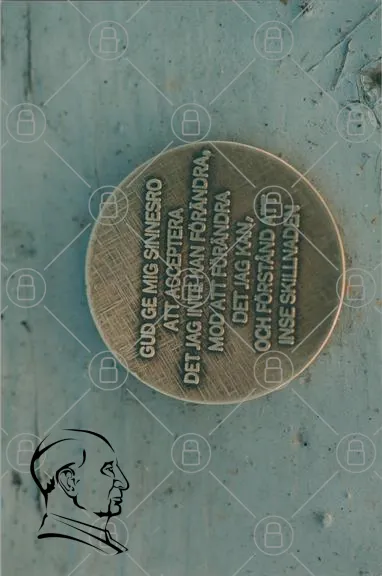 GUD GE MIG SINNESRO
ATT ACCEPTERA
DET JAG INTE KAN FÖRÄNDRA,
MOD ATT FÖRÄNDRA
DET JAG KAN,
OCH FÖRSTÅND ATT
INSE SKILLNADEN